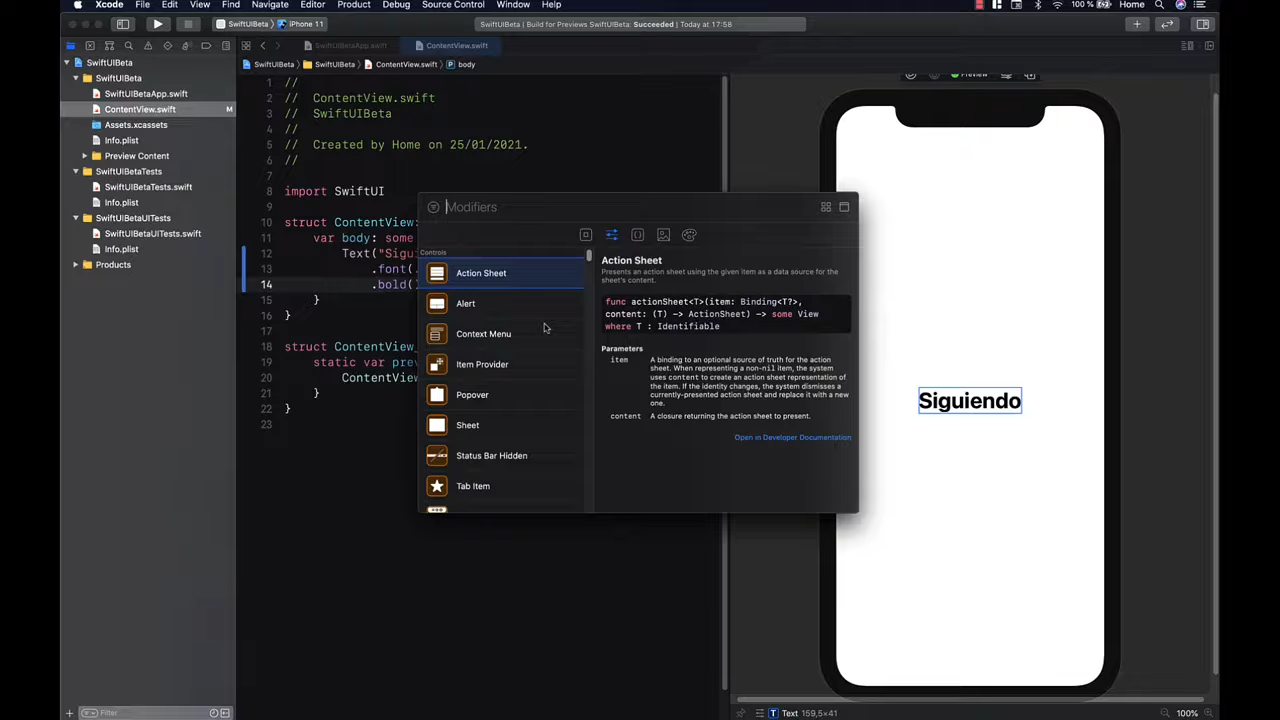 Xcode File Edit View Find Navigate Editor Product Debug Source Control Window 100 % Home
SwiftUIBeta iPhone 11
SwiftUIBeta | Build for Previews SwiftUIBeta: Succeeded | Today at 17:58
SwiftUIBetaApp.swift ContentView.swift
SwiftUIBeta SwiftUIBeta ContentView.swift P body
SwiftUIBeta
SwiftUIBeta
SwiftUIBetaApp.swift
ContentView.swift M
Assets.xcassets
Info.plist
Preview Content
SwiftUIBetaTests
SwiftUIBetaTests.swift
Info.plist
SwiftUIBetaUITests
SwiftUIBetaUITests.swift
Info.plist
Products
Filter
1 //
2 // ContentView.swift
3 // SwiftUIBeta
4 //
5 // Created by Home on 25/01/2021.
6 //
7
8 import SwiftUI
9
10 struct ContentView:
11 var body: some
12 Text("Sigui
13 .font(.
14 .bold()
15 }
16 }
17
18 struct ContentView_
19 static var prev
20 ContentView
21 }
22 }
23
Modifiers
Controls
Action Sheet
Alert
Context Menu
Item Provider
Popover
Sheet
Status Bar Hidden
Tab Item
Action Sheet
Presents an action sheet using the given item as a data source for the
sheet's content.
func actionSheet<T>(item: Binding<T?>,
content: (T) -> ActionSheet) -> some View
where T : Identifiable
Parameters
item A binding to an optional source of truth for the action
sheet. When representing a non-nil item, the system
uses content to create an action sheet representation of
the item. If the identity changes, the system dismisses a
currently-presented action sheet and replace it with a new
one.
content A closure returning the action sheet to present.
Open in Developer Documentation
Preview
Siguiendo
T Text 159,5×41
100%